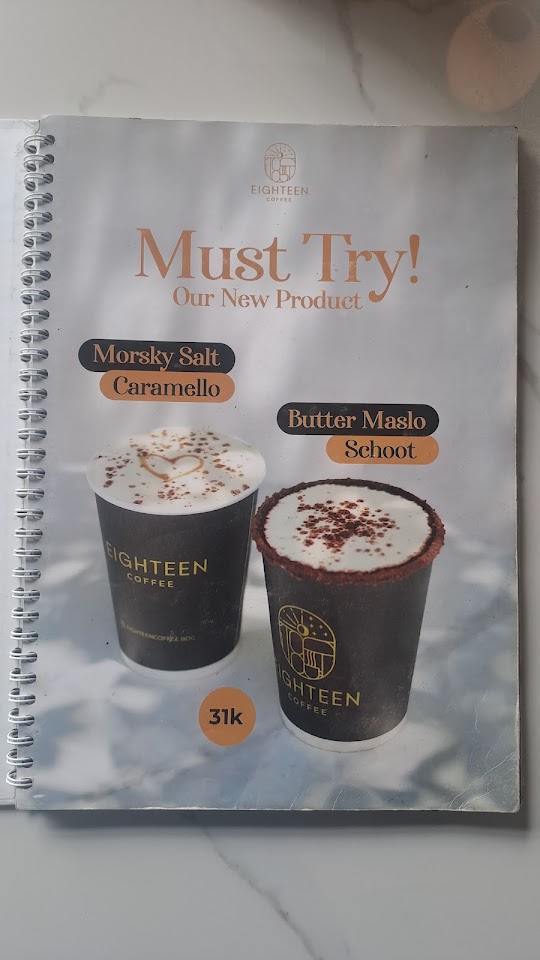 EIGHTEEN
COFFEE
Must Try!
Our New Product
Morsky Salt
Caramello
Butter Maslo
Schoot
EIGHTEEN
COFFEE
EIGHTEEN
COFFEE
31k